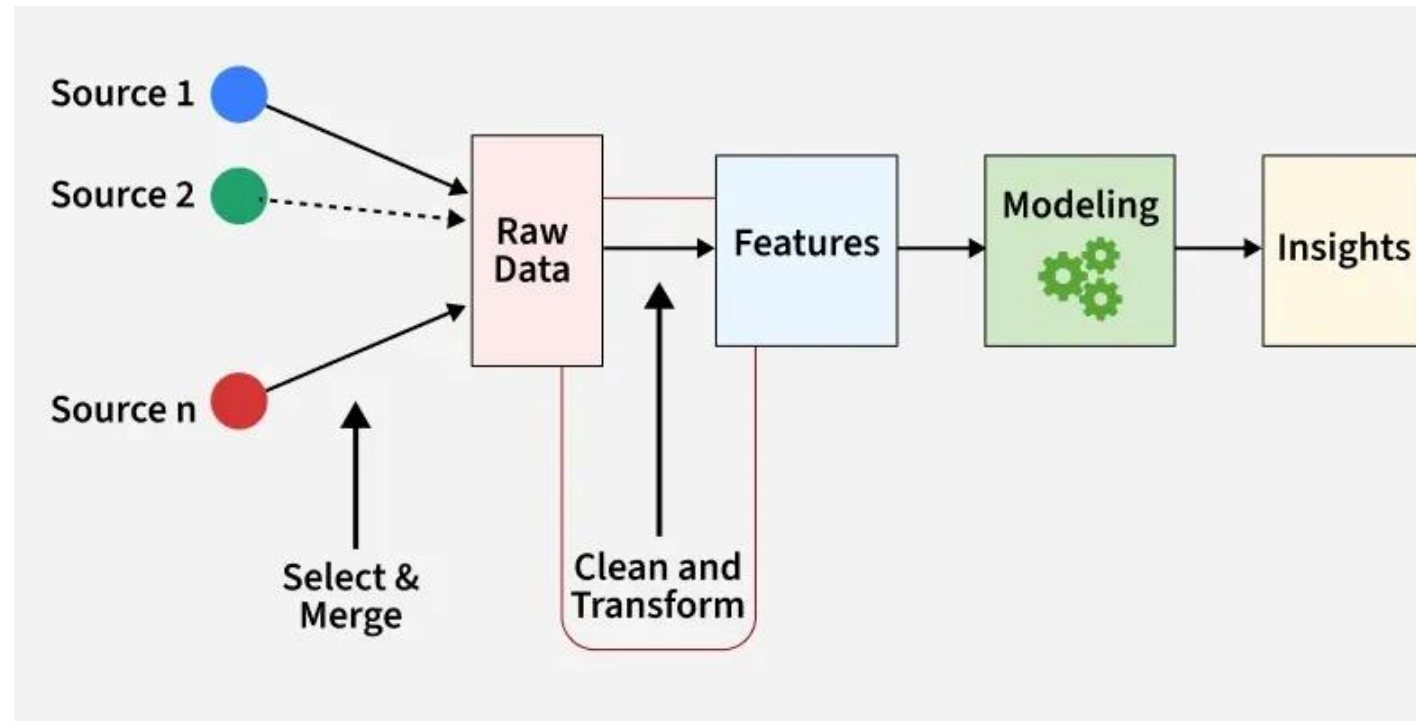 Source 1
Source 2
Source n
Select &
Merge
Raw
Data
Clean and
Transform
Features
Modeling
Insights